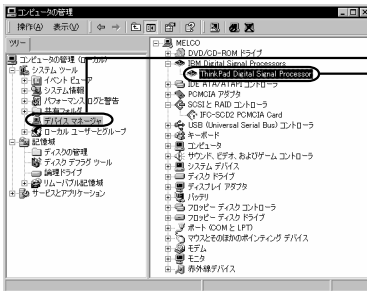 コンピュータの管理
操作(A) 表示(V)
ツリー
コンピュータの管理 (ローカル)
システム ツール
イベント ビューア
システム情報
パフォーマンス ログと警告
共有フォルダ
デバイス マネージャ
ローカル ユーザーとグループ
記憶域
ディスクの管理
ディスク デフラグ ツール
論理ドライブ
リムーバブル記憶域
サービスとアプリケーション
MELCO
DVD/CD-ROM ドライブ
IBM Digital Signal Processor
ThinkPad Digital Signal Processor
IDE ATA/ATAPI コントローラ
PCMCIA アダプタ
SCSI と RAID コントローラ
IFC-SCD2 PCMCIA Card
USB (Universal Serial Bus) コントローラ
キーボード
コンピュータ
サウンド、ビデオ、およびゲーム コントローラ
システム デバイス
ディスク ドライブ
ディスプレイ アダプタ
バッテリ
フロッピー ディスク コントローラ
フロッピー ディスク ドライブ
ポート (COM と LPT)
マウスとそのほかのポインティング デバイス
モデム
モニタ
赤外線デバイス